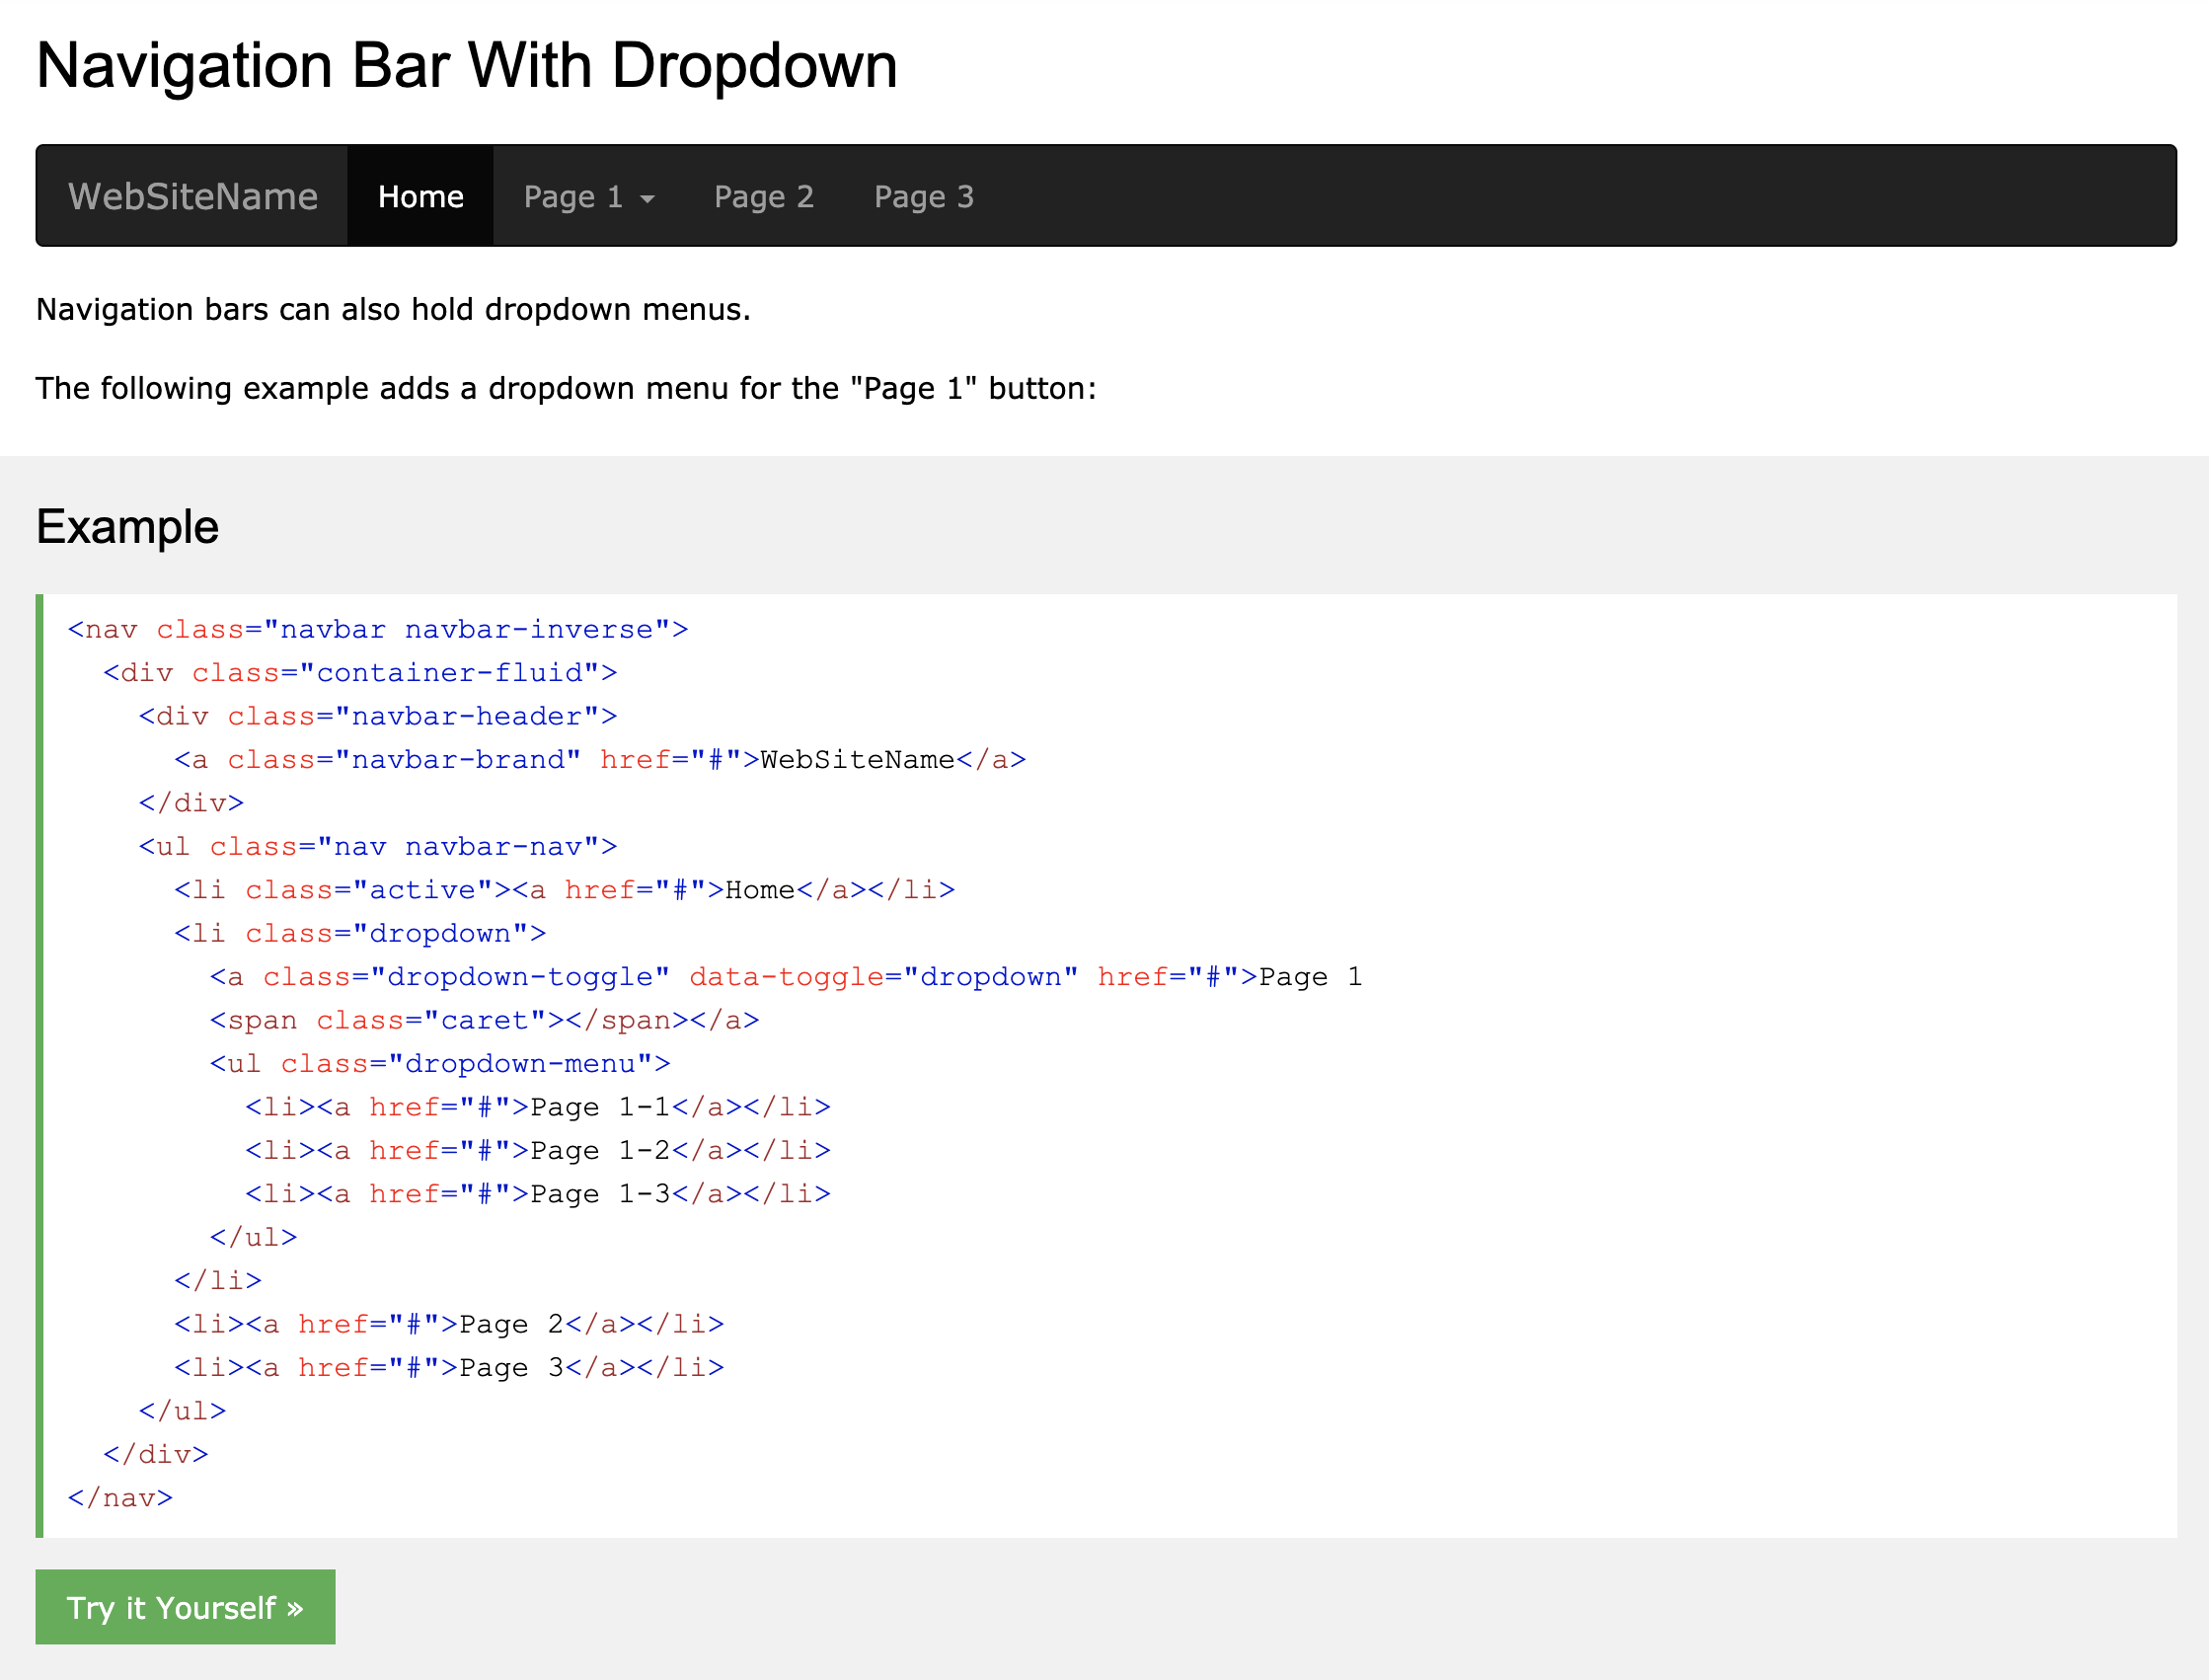 Navigation Bar With Dropdown
WebSiteName Home Page 1 Page 2 Page 3
Navigation bars can also hold dropdown menus.
The following example adds a dropdown menu for the "Page 1" button:
Example
<nav class="navbar navbar-inverse">
  <div class="container-fluid">
    <div class="navbar-header">
      <a class="navbar-brand" href="#">WebSiteName</a>
    </div>
    <ul class="nav navbar-nav">
      <li class="active"><a href="#">Home</a></li>
      <li class="dropdown">
        <a class="dropdown-toggle" data-toggle="dropdown" href="#">Page 1
        <span class="caret"></span></a>
        <ul class="dropdown-menu">
          <li><a href="#">Page 1-1</a></li>
          <li><a href="#">Page 1-2</a></li>
          <li><a href="#">Page 1-3</a></li>
        </ul>
      </li>
      <li><a href="#">Page 2</a></li>
      <li><a href="#">Page 3</a></li>
    </ul>
  </div>
</nav>
Try it Yourself »